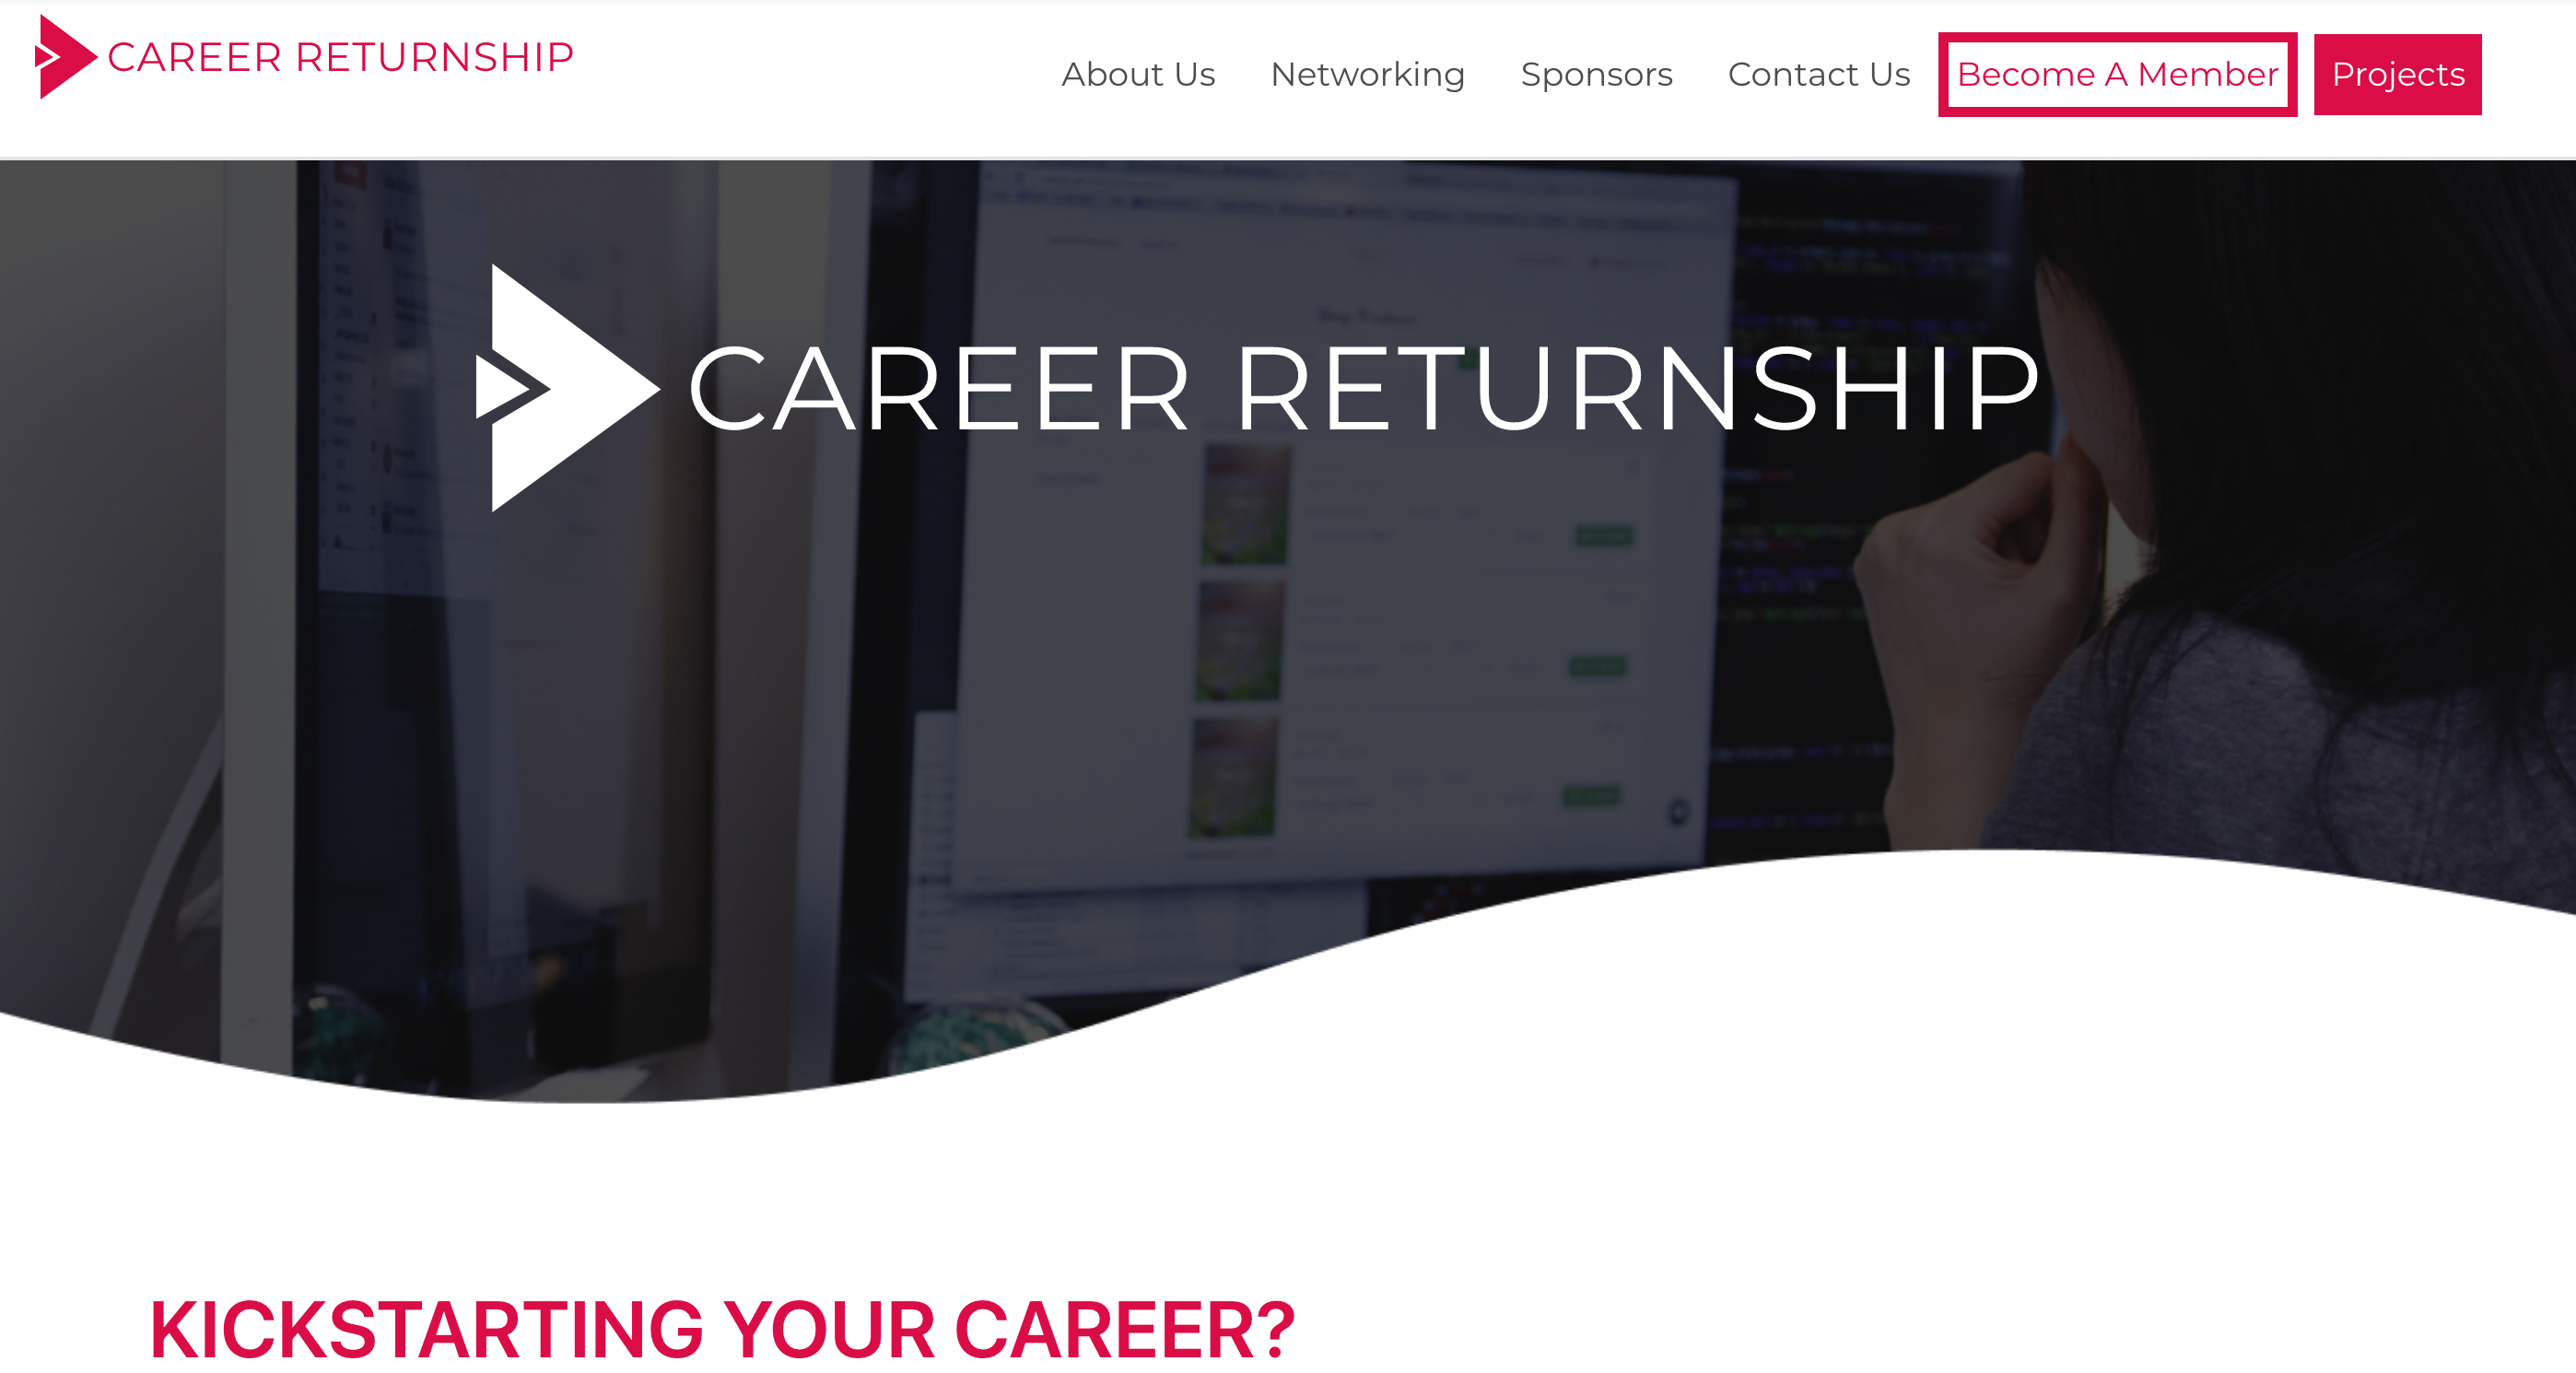 CAREER RETURNSHIP
About Us
Networking
Sponsors
Contact Us
Become A Member
Projects
CAREER RETURNSHIP
KICKSTARTING YOUR CAREER?